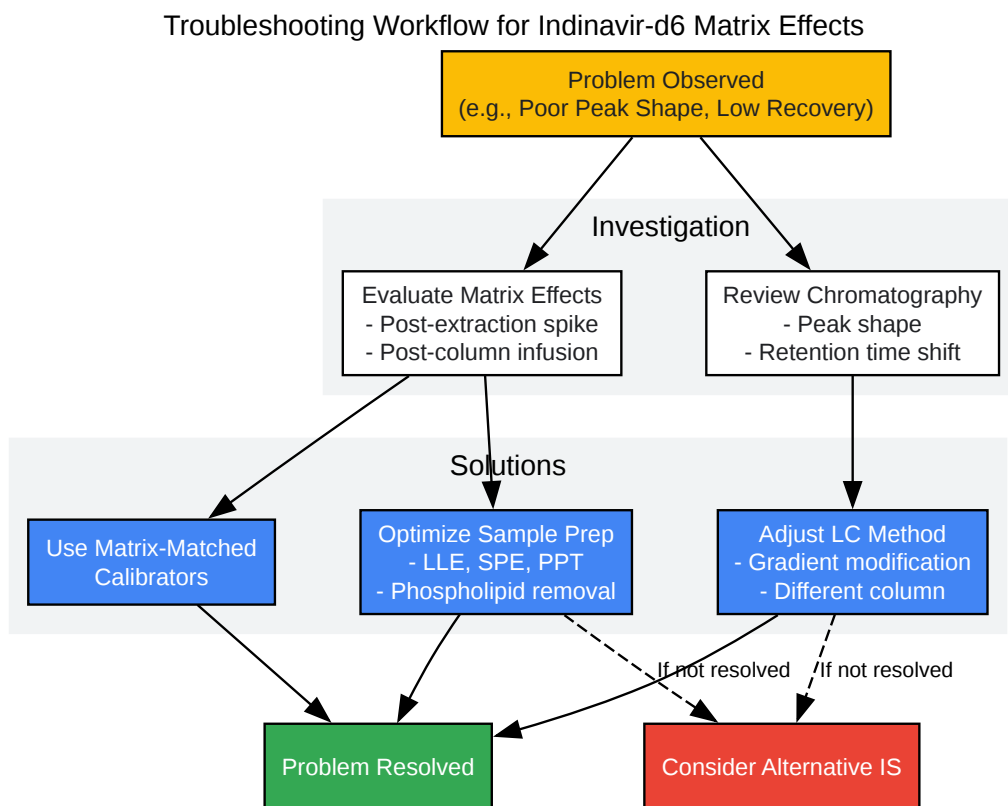 Troubleshooting Workflow for Indinavir-d6 Matrix Effects
Problem Observed
(e.g., Poor Peak Shape, Low Recovery)
Investigation
Evaluate Matrix Effects
- Post-extraction spike
- Post-column infusion
Review Chromatography
- Peak shape
- Retention time shift
Solutions
Use Matrix-Matched
Calibrators
Optimize Sample Prep
- LLE, SPE, PPT
- Phospholipid removal
Adjust LC Method
- Gradient modification
- Different column
If not resolved
If not resolved
Problem Resolved
Consider Alternative IS